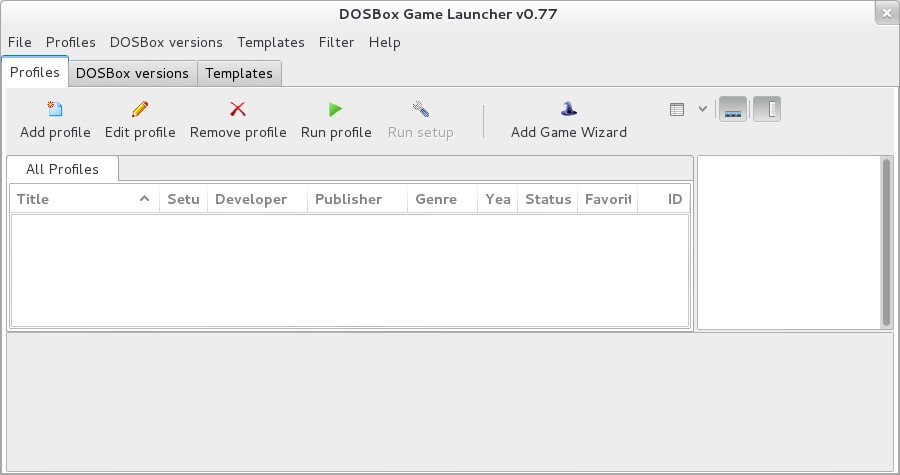 DOSBox Game Launcher v0.77
File Profiles DOSBox versions Templates Filter Help
Profiles DOSBox versions Templates
Add profile Edit profile Remove profile Run profile Run setup Add Game Wizard
All Profiles
Title Setu Developer Publisher Genre Yea Status Favorit ID